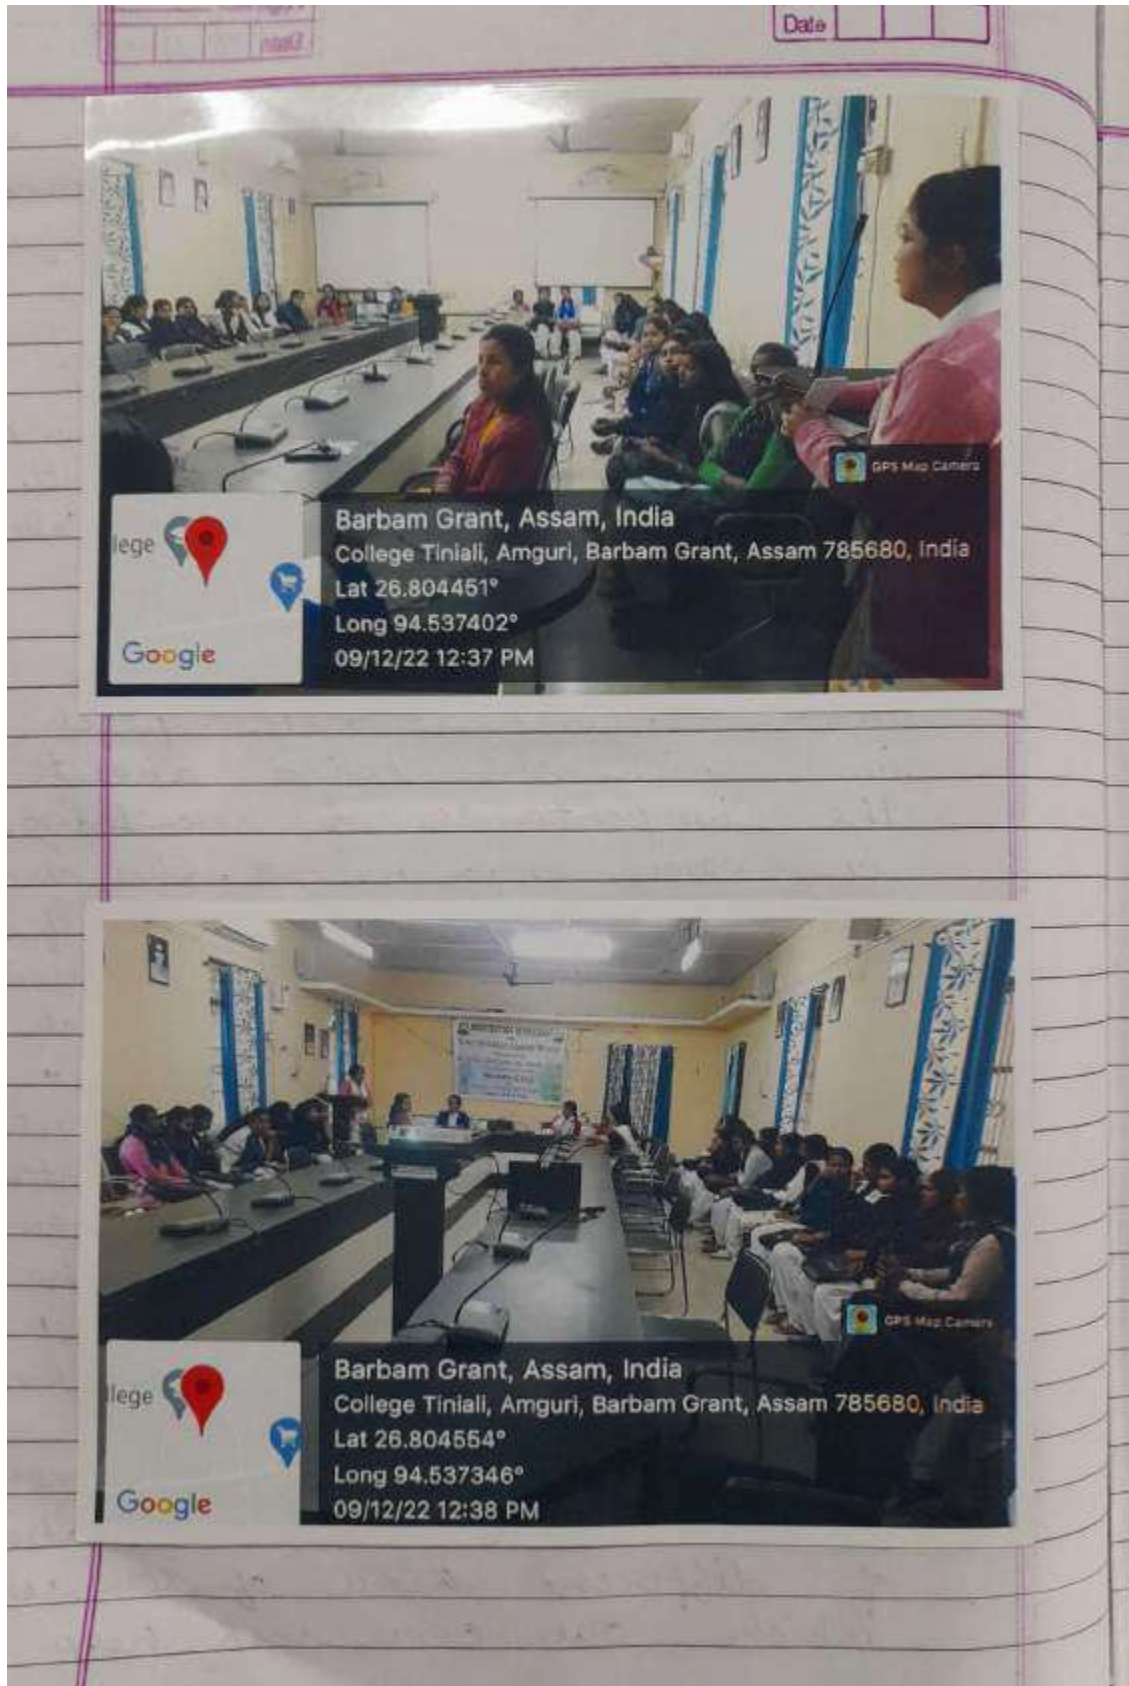 Date
Date
GPS Map Camera
lege
Google
Barbam Grant, Assam, India
College Tiniali, Amguri, Barbam Grant, Assam 785680, India
Lat 26.804451°
Long 94.537402°
09/12/22 12:37 PM
GPS Map Camera
llege
Google
Barbam Grant, Assam, India
College Tiniali, Amguri, Barbam Grant, Assam 785680, India
Lat 26.804554°
Long 94.537346°
09/12/22 12:38 PM